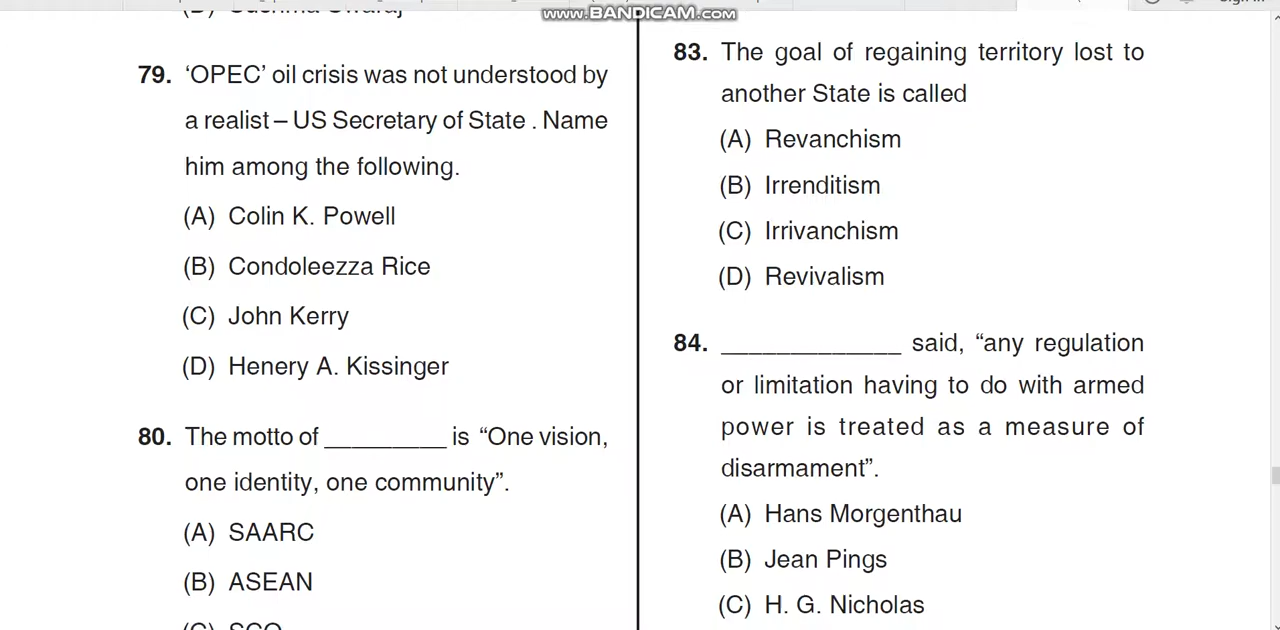 www.BANDICAM.com
79. ‘OPEC’ oil crisis was not understood by
a realist – US Secretary of State . Name
him among the following.
(A) Colin K. Powell
(B) Condoleezza Rice
(C) John Kerry
(D) Henery A. Kissinger
80. The motto of _________ is “One vision,
one identity, one community”.
(A) SAARC
(B) ASEAN
83. The goal of regaining territory lost to
another State is called
(A) Revanchism
(B) Irrenditism
(C) Irrivanchism
(D) Revivalism
84. _____________ said, “any regulation
or limitation having to do with armed
power is treated as a measure of
disarmament”.
(A) Hans Morgenthau
(B) Jean Pings
(C) H. G. Nicholas